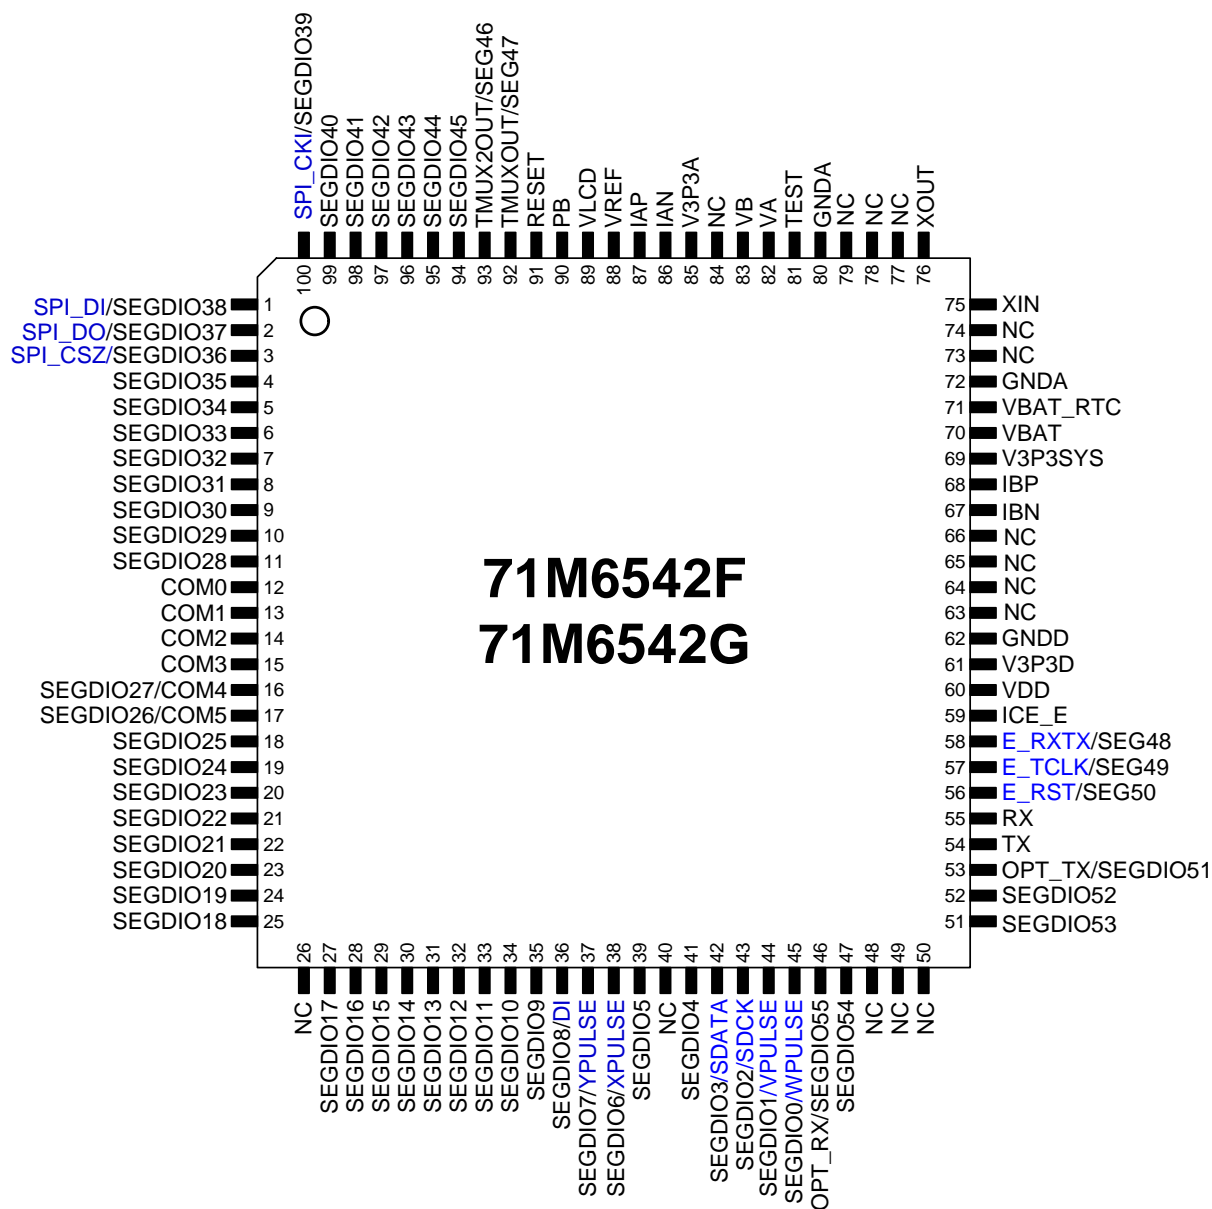 SPI_CKI/SEGDIO39
SEGDIO40
SEGDIO41
SEGDIO42
SEGDIO43
SEGDIO44
SEGDIO45
TMUX2OUT/SEG46
TMUXOUT/SEG47
RESET
PB
VLCD
VREF
IAP
IAN
V3P3A
NC
VB
VA
TEST
GNDA
NC
NC
NC
XOUT
100
99
98
97
96
95
94
93
92
91
90
89
88
87
86
85
84
83
82
81
80
79
78
77
76
SPI_DI/SEGDIO38 1
SPI_DO/SEGDIO37 2
SPI_CSZ/SEGDIO36 3
SEGDIO35 4
SEGDIO34 5
SEGDIO33 6
SEGDIO32 7
SEGDIO31 8
SEGDIO30 9
SEGDIO29 10
SEGDIO28 11
COM0 12
COM1 13
COM2 14
COM3 15
SEGDIO27/COM4 16
SEGDIO26/COM5 17
SEGDIO25 18
SEGDIO24 19
SEGDIO23 20
SEGDIO22 21
SEGDIO21 22
SEGDIO20 23
SEGDIO19 24
SEGDIO18 25
71M6542F
71M6542G
75 XIN
74 NC
73 NC
72 GNDA
71 VBAT_RTC
70 VBAT
69 V3P3SYS
68 IBP
67 IBN
66 NC
65 NC
64 NC
63 NC
62 GNDD
61 V3P3D
60 VDD
59 ICE_E
58 E_RXTX/SEG48
57 E_TCLK/SEG49
56 E_RST/SEG50
55 RX
54 TX
53 OPT_TX/SEGDIO51
52 SEGDIO52
51 SEGDIO53
26
27
28
29
30
31
32
33
34
35
36
37
38
39
40
41
42
43
44
45
46
47
48
49
50
NC
SEGDIO17
SEGDIO16
SEGDIO15
SEGDIO14
SEGDIO13
SEGDIO12
SEGDIO11
SEGDIO10
SEGDIO9
SEGDIO8/DI
SEGDIO7/YPULSE
SEGDIO6/XPULSE
SEGDIO5
NC
SEGDIO4
SEGDIO3/SDATA
SEGDIO2/SDCK
SEGDIO1/VPULSE
SEGDIO0/WPULSE
OPT_RX/SEGDIO55
SEGDIO54
NC
NC
NC